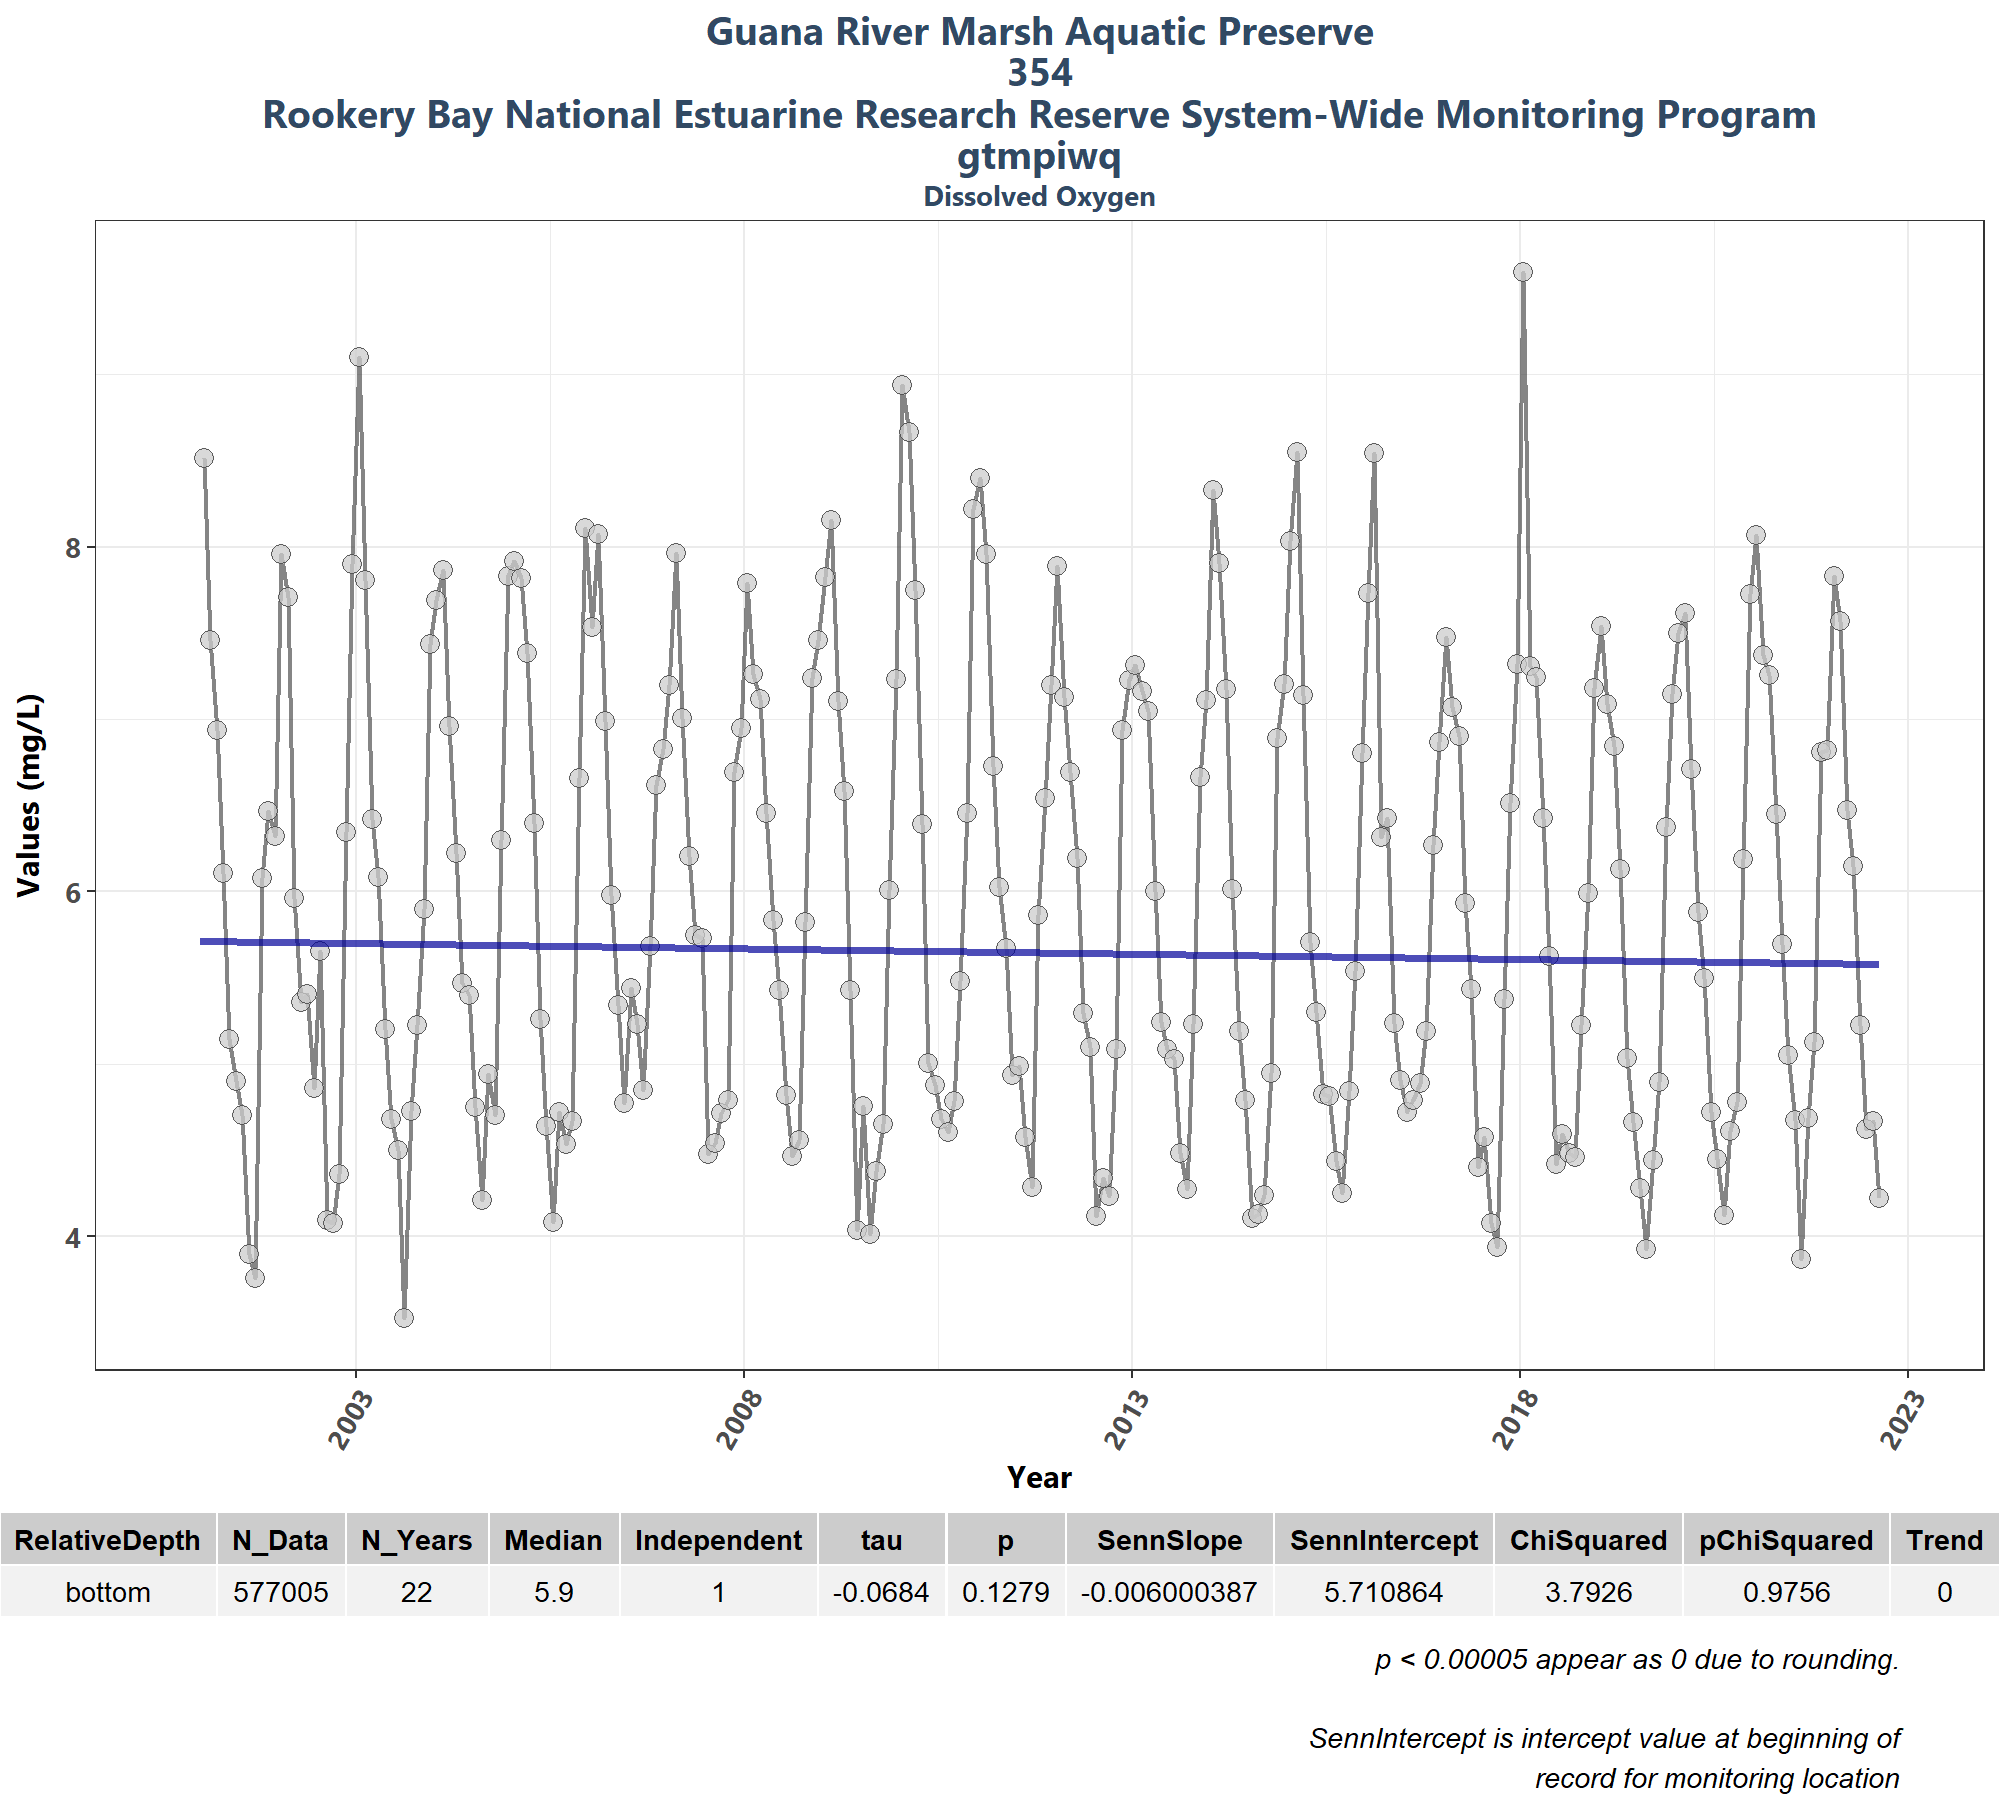 Guana River Marsh Aquatic Preserve
354
Rookery Bay National Estuarine Research Reserve System-Wide Monitoring Program
gtmpiwq
Dissolved Oxygen
Values (mg/L)
8
6
4
2003
2008
2013
2018
2023
Year
RelativeDepth N_Data N_Years Median Independent tau p SennSlope SennIntercept ChiSquared pChiSquared Trend
bottom 577005 22 5.9 1 -0.0684 0.1279 -0.006000387 5.710864 3.7926 0.9756 0
p < 0.00005 appear as 0 due to rounding.
SennIntercept is intercept value at beginning of
record for monitoring location